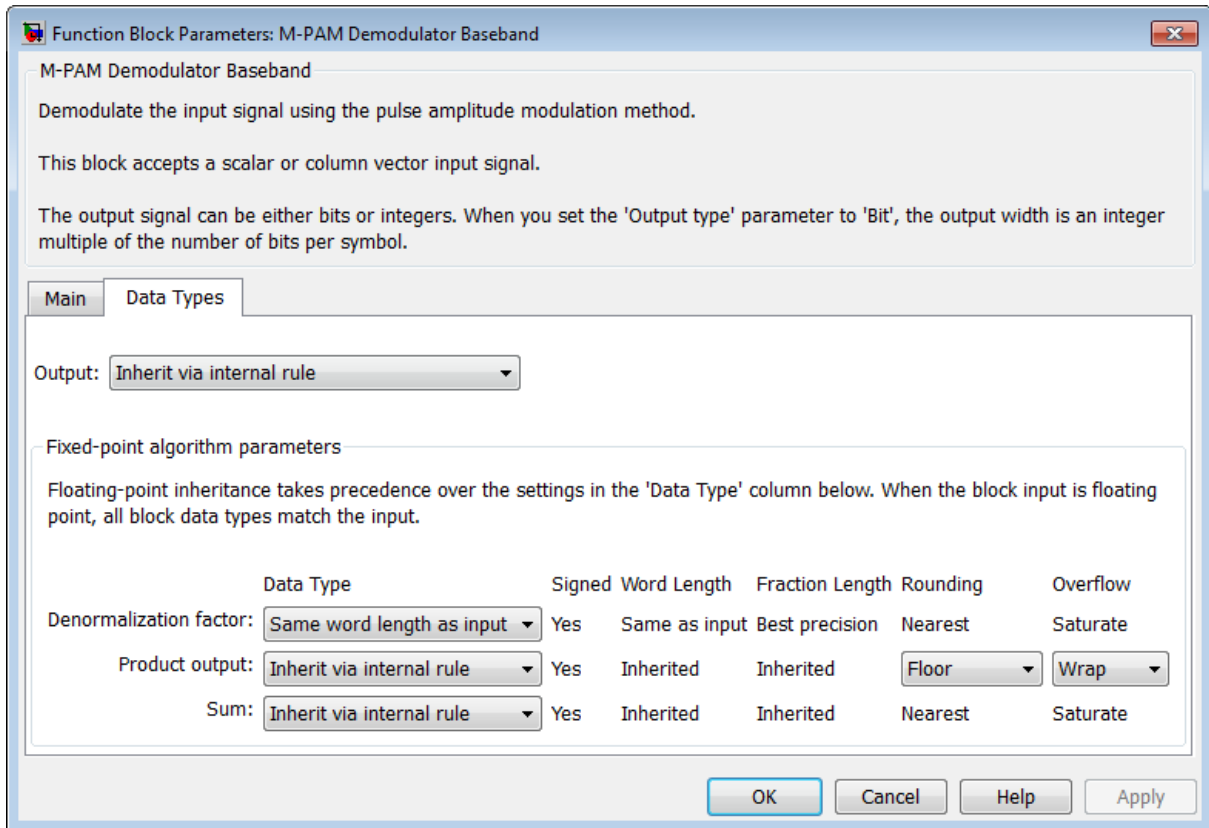 Function Block Parameters: M-PAM Demodulator Baseband
M-PAM Demodulator Baseband
Demodulate the input signal using the pulse amplitude modulation method.
This block accepts a scalar or column vector input signal.
The output signal can be either bits or integers. When you set the 'Output type' parameter to 'Bit', the output width is an integer
multiple of the number of bits per symbol.
Main Data Types
Output: Inherit via internal rule
Fixed-point algorithm parameters
Floating-point inheritance takes precedence over the settings in the 'Data Type' column below. When the block input is floating
point, all block data types match the input.
Data Type Signed Word Length Fraction Length Rounding Overflow
Denormalization factor: Same word length as input Yes Same as input Best precision Nearest Saturate
Product output: Inherit via internal rule Yes Inherited Inherited Floor Wrap
Sum: Inherit via internal rule Yes Inherited Inherited Nearest Saturate
OK Cancel Help Apply